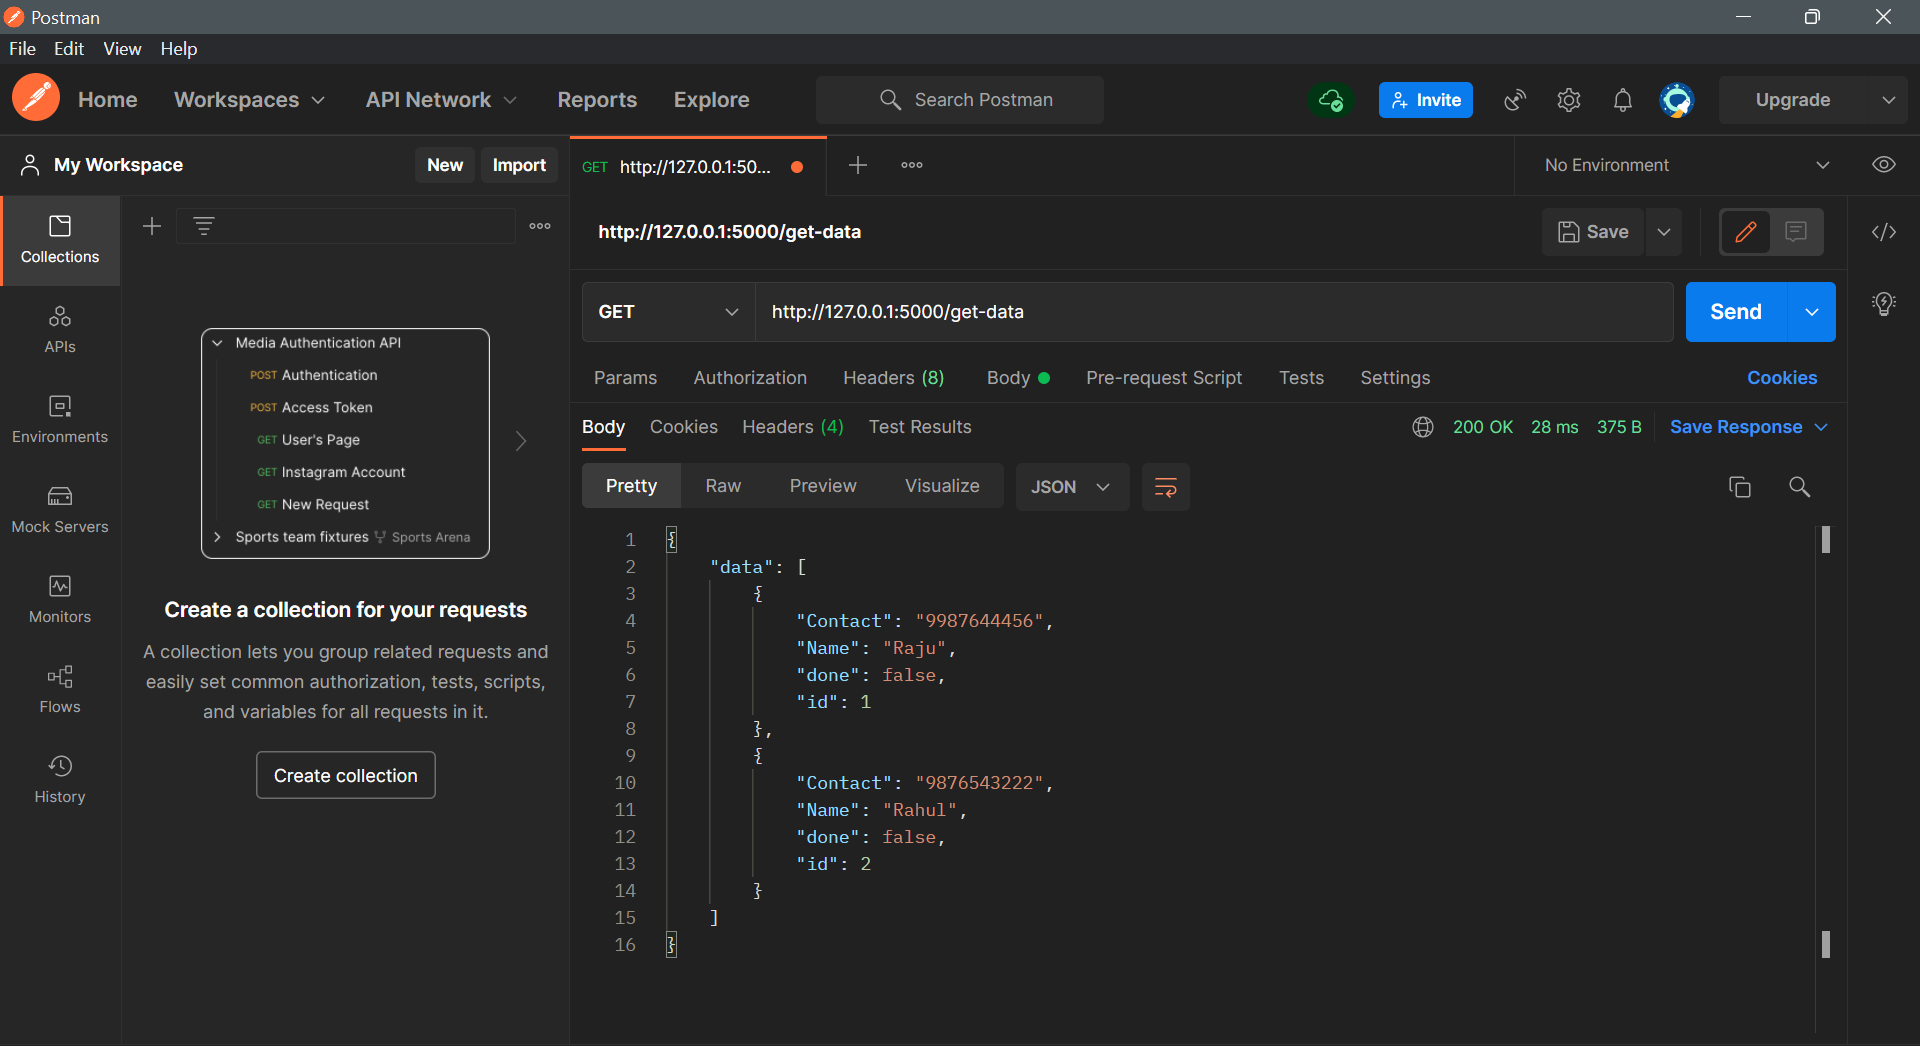 Postman
File Edit View Help
Home Workspaces API Network Reports Explore Search Postman Invite Upgrade
My Workspace New Import
GET http://127.0.0.1:50... No Environment
Collections
APIs
Environments
Mock Servers
Monitors
Flows
History
Media Authentication API
POST Authentication
POST Access Token
GET User's Page
GET Instagram Account
GET New Request
Sports team fixtures Sports Arena
Create a collection for your requests
A collection lets you group related requests and
easily set common authorization, tests, scripts,
and variables for all requests in it.
Create collection
http://127.0.0.1:5000/get-data Save
GET http://127.0.0.1:5000/get-data Send
Params Authorization Headers (8) Body Pre-request Script Tests Settings Cookies
Body Cookies Headers (4) Test Results 200 OK 28 ms 375 B Save Response
Pretty Raw Preview Visualize JSON
1 {
2 "data": [
3 {
4 "Contact": "9987644456",
5 "Name": "Raju",
6 "done": false,
7 "id": 1
8 },
9 {
10 "Contact": "9876543222",
11 "Name": "Rahul",
12 "done": false,
13 "id": 2
14 }
15 ]
16 }